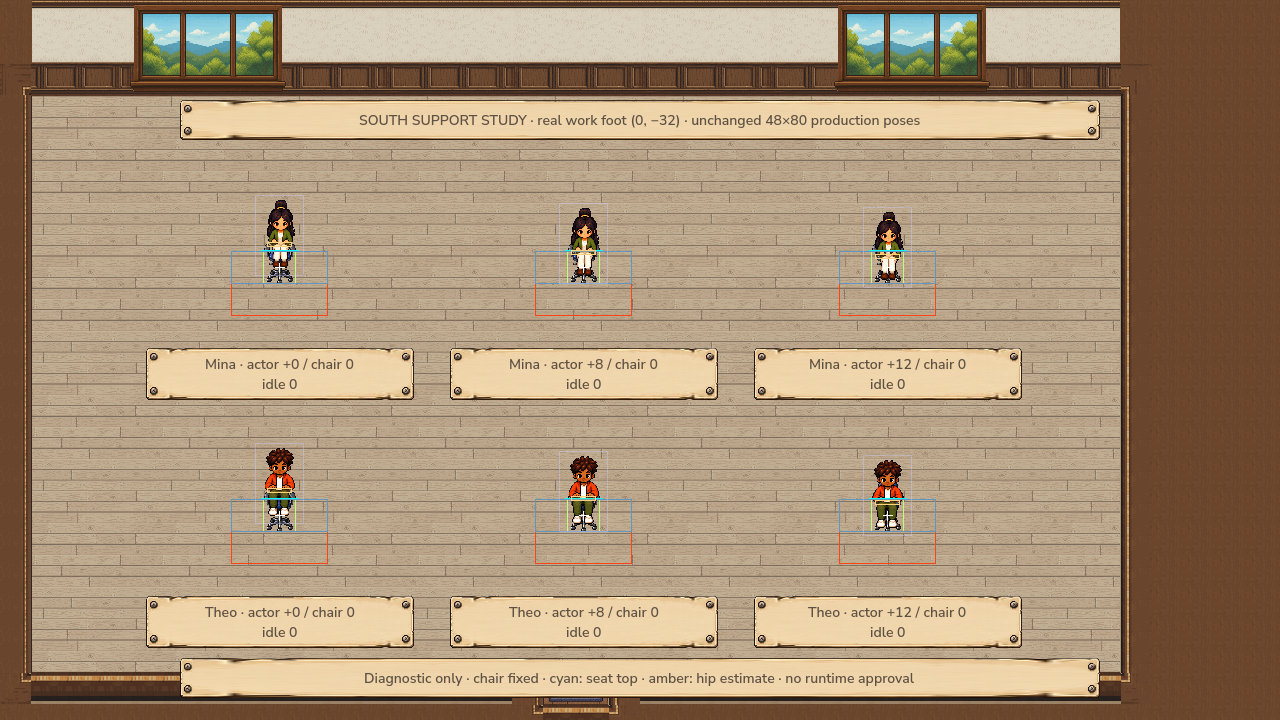 SOUTH SUPPORT STUDY · real work foot (0, −32) · unchanged 48×80 production poses
Mina · actor +0 / chair 0
idle 0
Mina · actor +8 / chair 0
idle 0
Mina · actor +12 / chair 0
idle 0
Theo · actor +0 / chair 0
idle 0
Theo · actor +8 / chair 0
idle 0
Theo · actor +12 / chair 0
idle 0
Diagnostic only · chair fixed · cyan: seat top · amber: hip estimate · no runtime approval